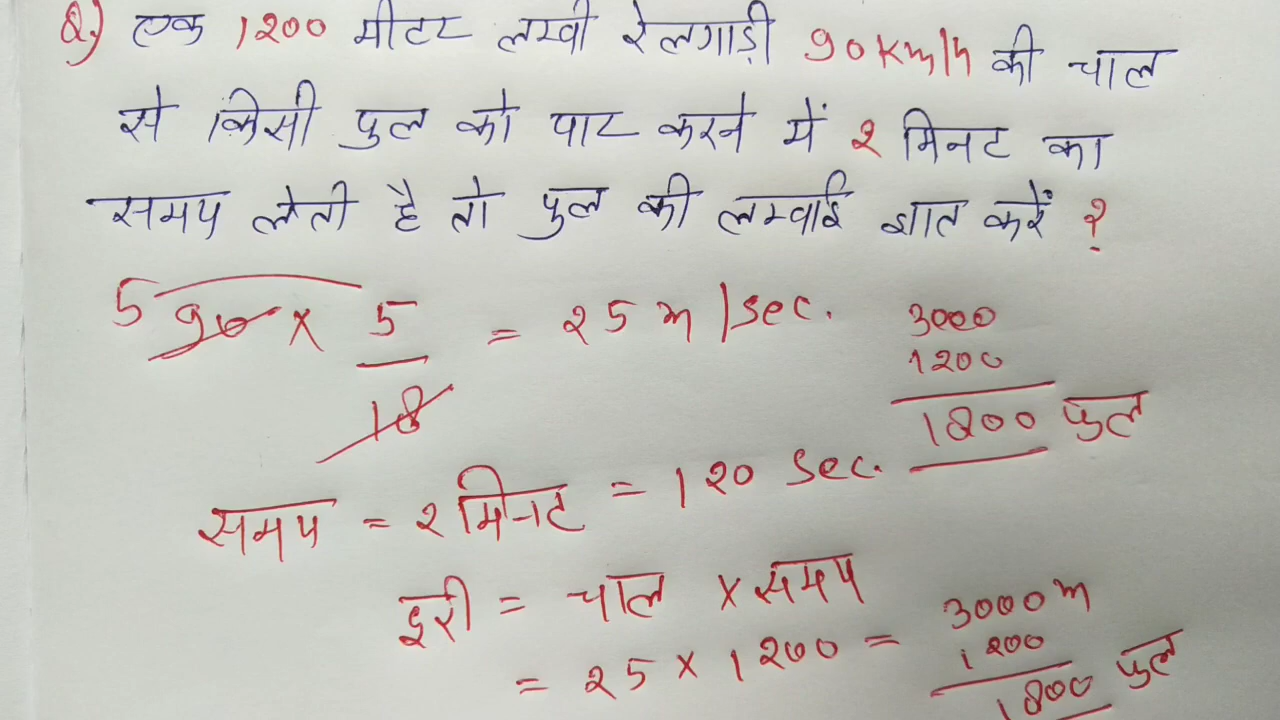 Q) एक 1200 मीटर लम्बी रेलगाड़ी 90 Km/h की चाल
से किसी पुल को पार करने में 2 मिनट का
समय लेती है तो पुल की लम्बाई ज्ञात करें ?
5 90 × 5/18 = 25 m/sec.
3000
1200
1800 पुल
समय = 2 मिनट = 120 Sec.
दूरी = चाल × समय
= 25 × 1200 = 3000 m
1200
1800 पुल